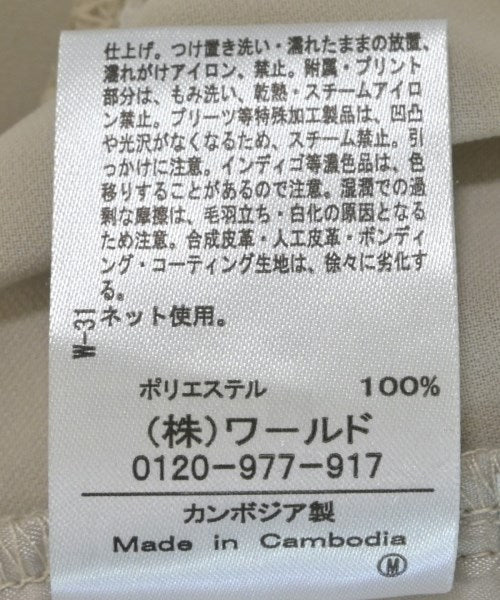 仕上げ。つけ置き洗い・濡れたままの放置、
濡れがけアイロン、禁止。附属・プリント
部分は、もみ洗い、乾熱・スチームアイロ
ン禁止。プリーツ等特殊加工製品は、凹凸
や光沢がなくなるため、スチーム禁止。引
っかけに注意。インディゴ等濃色品は、色
移りすることがあるので注意。湿潤での過
剰な摩擦は、毛羽立ち・白化の原因となる
ため注意。合成皮革・人工皮革・ボンディ
ング・コーティング生地は、徐々に劣化す
る。
ネット使用。
W-31
ポリエステル 100%
(株)ワールド
0120-977-917
カンボジア製
Made in Cambodia
M